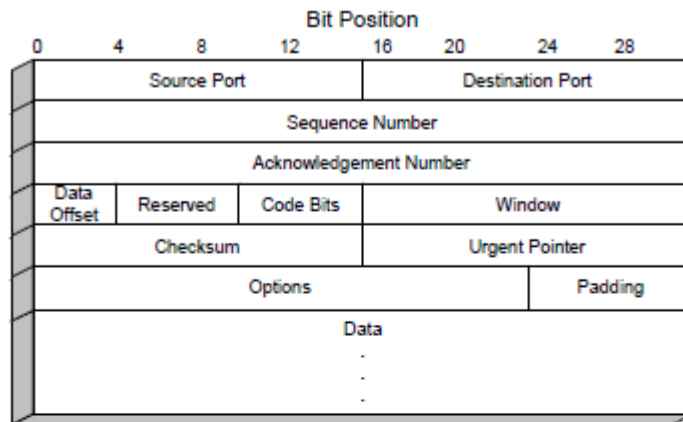 Bit Position
0 4 8 12 16 20 24 28
Source Port Destination Port
Sequence Number
Acknowledgement Number
Data Offset Reserved Code Bits Window
Checksum Urgent Pointer
Options Padding
Data
.
.
.